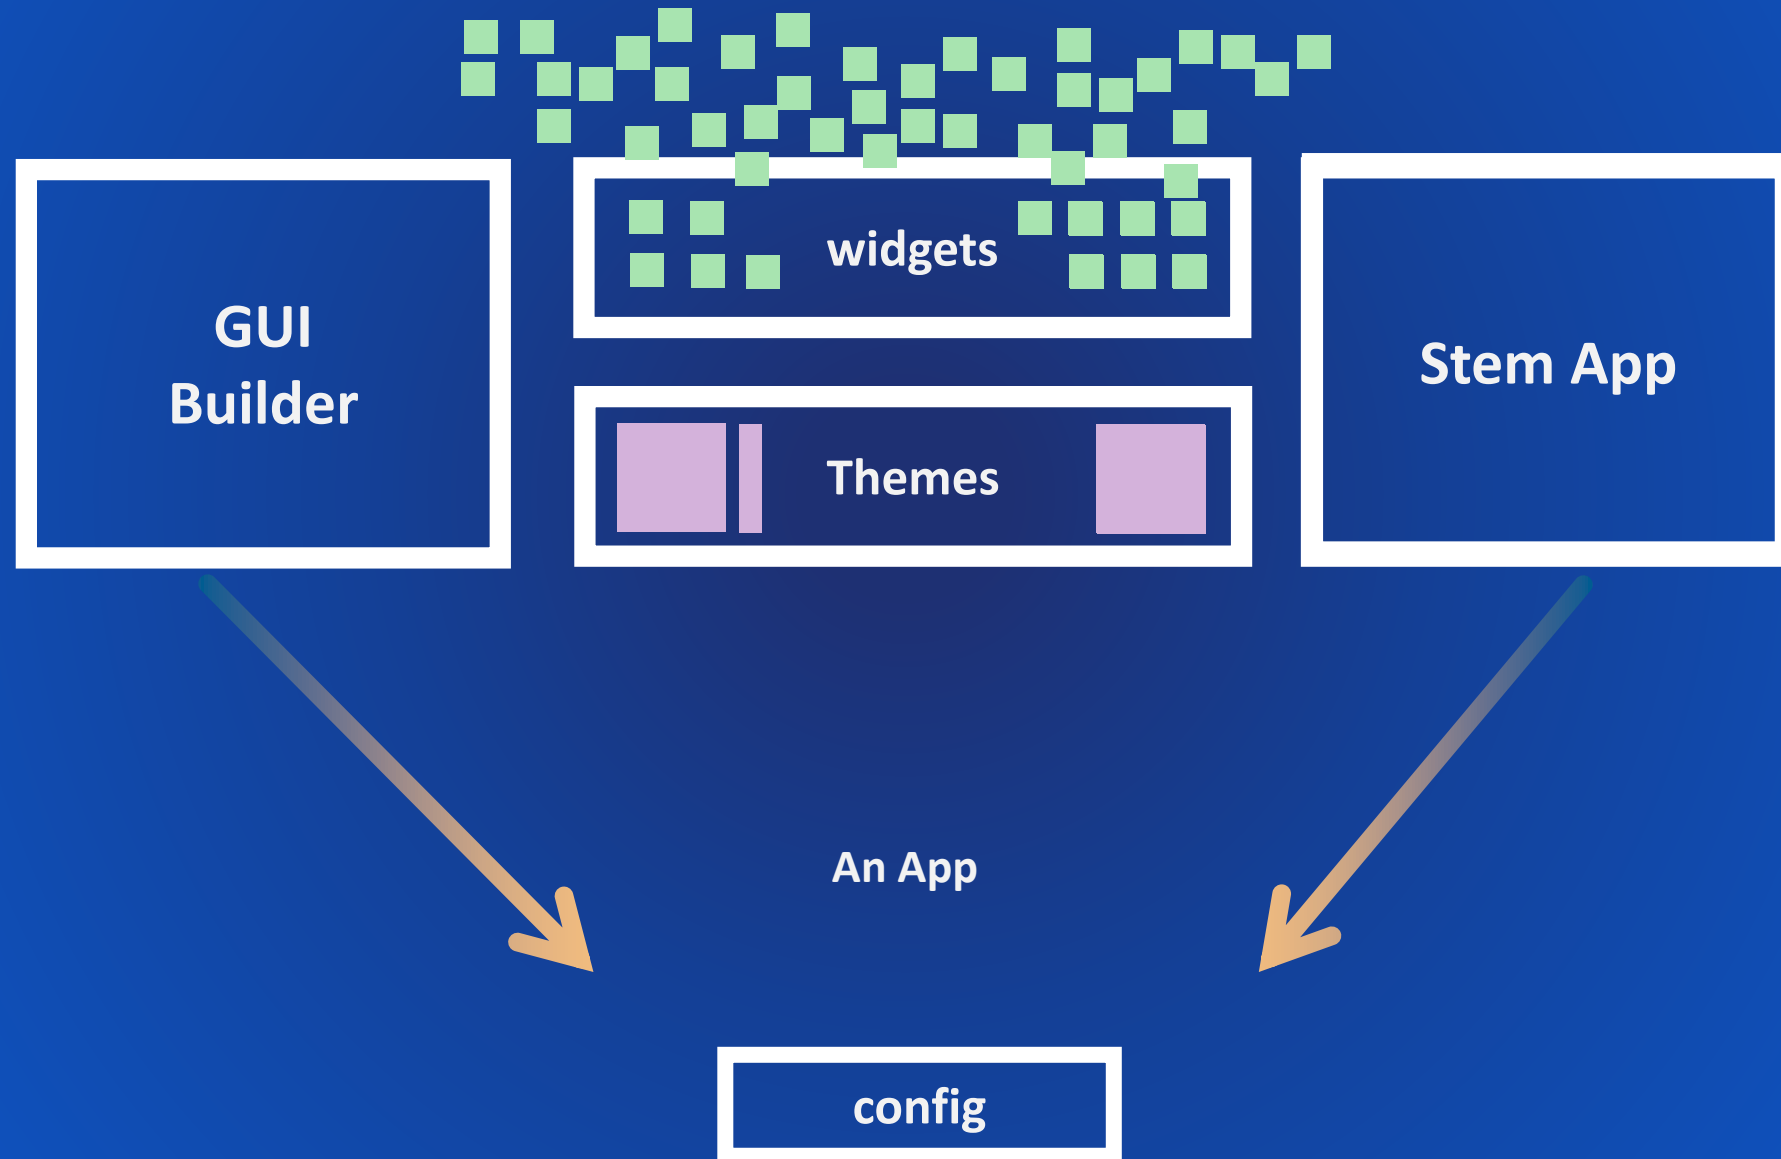 GUI
Builder
widgets
Themes
Stem App
An App
config